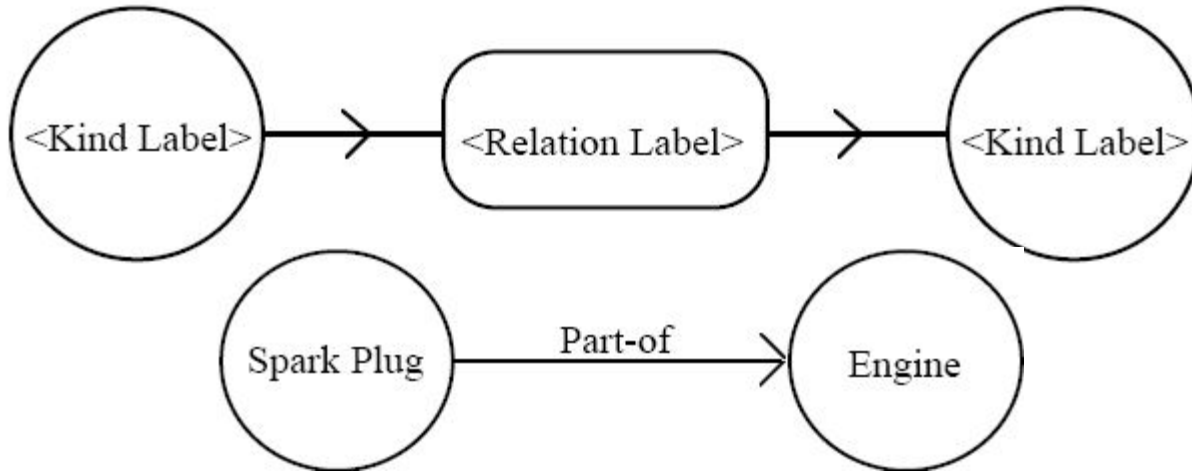 <Kind Label>
<Relation Label>
<Kind Label>
Spark Plug
Part-of
Engine